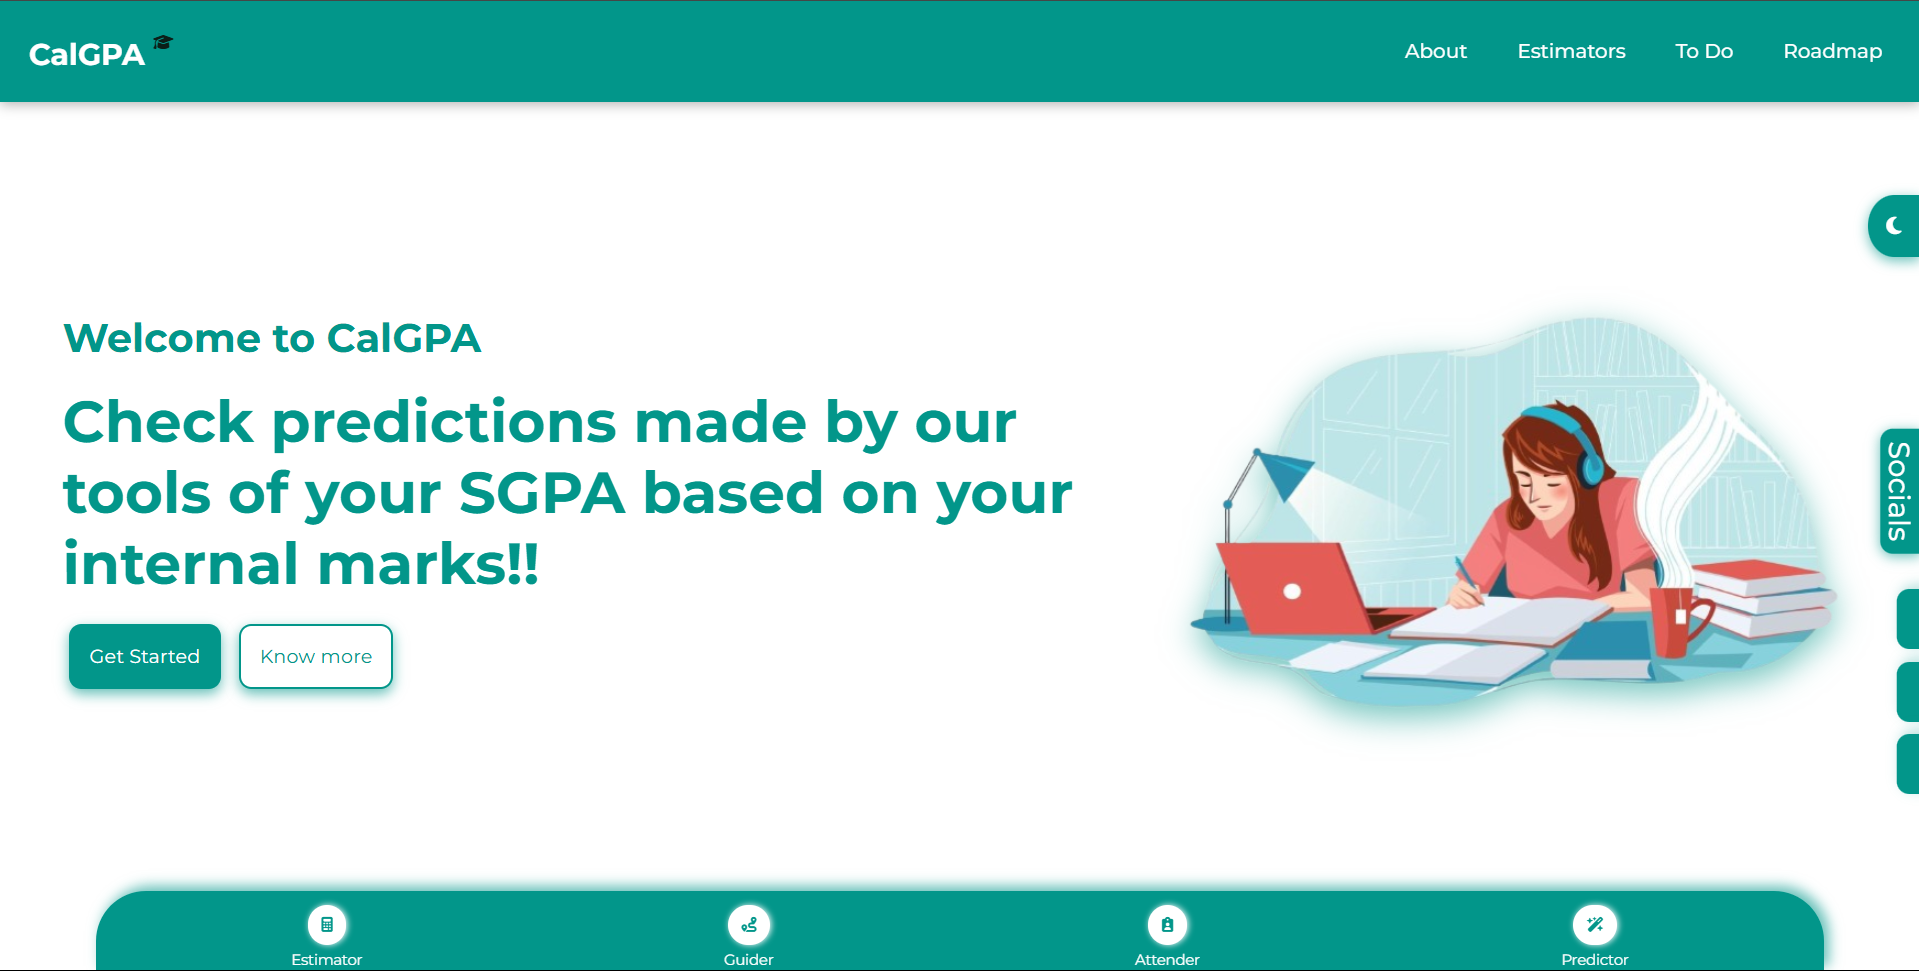 CalGPA
About
Estimators
To Do
Roadmap
Welcome to CalGPA
Check predictions made by our
tools of your SGPA based on your
internal marks!!
Get Started
Know more
Socials
Estimator
Guider
Attender
Predictor